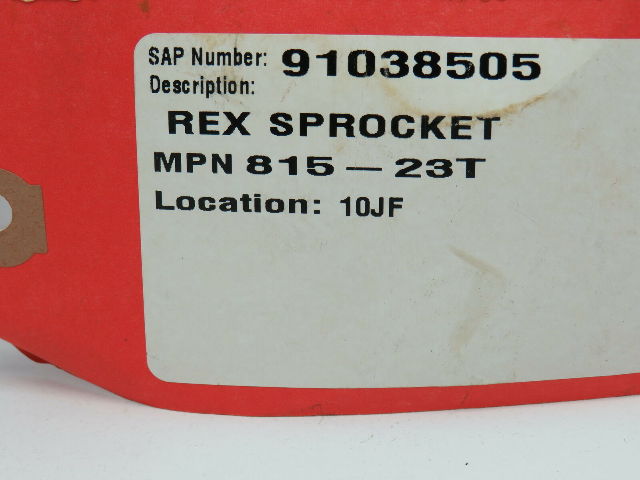 SAP Number: 91038505
Description:
REX SPROCKET
MPN 815 — 23T
Location: 10JF